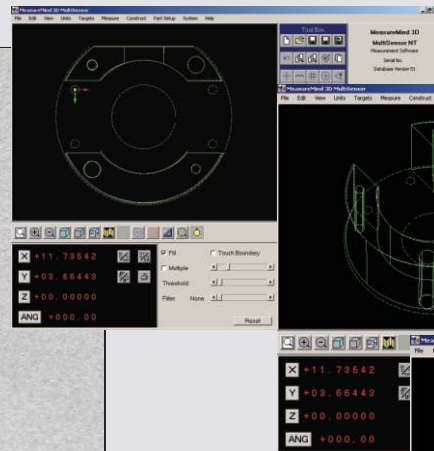 MeasureMind 3D MultiSensor
File Edit View Units Targets Measure Construct Part Setup System Help
Tool Box
MeasureMind 3D
MultiSensor NT
Measurement Software
Serial No.
Database Version 51
MeasureMind 3D MultiSensor
File Edit View Units Targets Measure Construct
X +11.73542
Y +03.66443
Z +00.00000
ANG +000.00
Fill
Touch Boundary
Multiple
Threshold
Filter None
Reset
X +11.73542
Y +03.66443
Z +00.00000
ANG +000.00